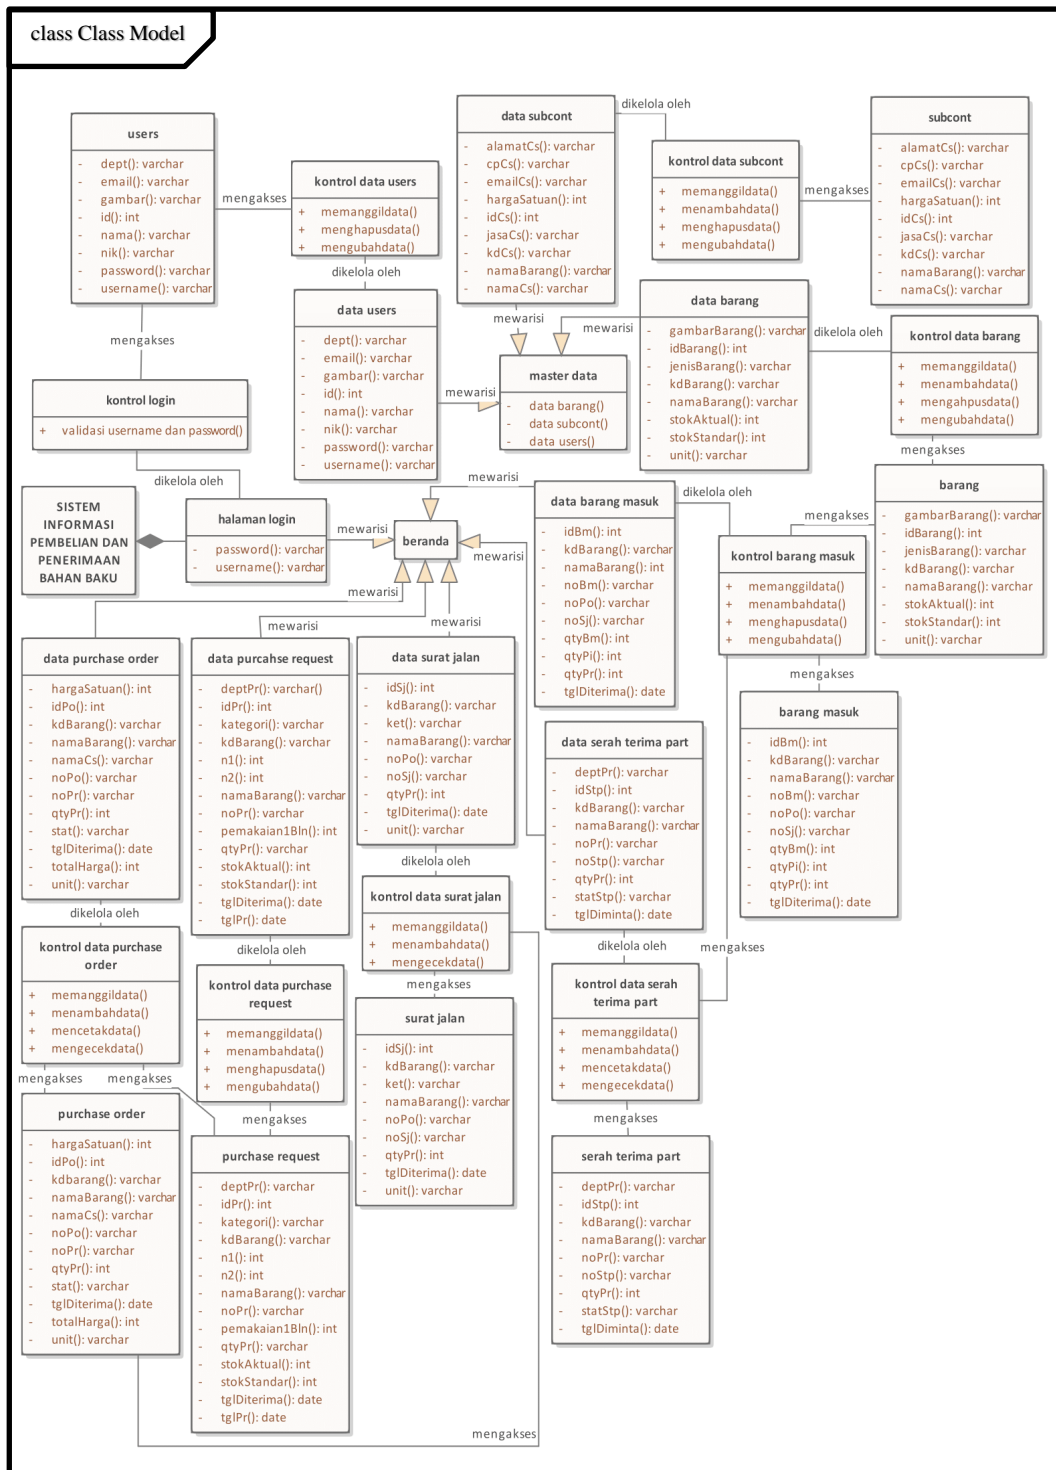 class Class Model
users
- dept(): varchar
- email(): varchar
- gambar(): varchar
- id(): int
- nama(): varchar
- nik(): varchar
- password(): varchar
- username(): varchar
mengakses
kontrol data users
+ memanggildata()
+ menghapusdata()
+ mengubahdata()
dikelola oleh
data users
- dept(): varchar
- email(): varchar
- gambar(): varchar
- id(): int
- nama(): varchar
- nik(): varchar
- password(): varchar
- username(): varchar
mewarisi
data subcont
- alamatCs(): varchar
- cpCs(): varchar
- emailCs(): varchar
- hargaSatuan(): int
- idCs(): int
- jasaCs(): varchar
- kdCs(): varchar
- namaBarang(): varchar
- namaCs(): varchar
dikelola oleh
kontrol data subcont
+ memanggildata()
+ menambahdata()
+ menghapusdata()
+ mengubahdata()
mengakses
subcont
- alamatCs(): varchar
- cpCs(): varchar
- emailCs(): varchar
- hargaSatuan(): int
- idCs(): int
- jasaCs(): varchar
- kdCs(): varchar
- namaBarang(): varchar
- namaCs(): varchar
mewarisi
mewarisi
master data
- data barang()
- data subcont()
- data users()
data barang
- gambarBarang(): varchar
- idBarang(): int
- jenisBarang(): varchar
- kdBarang(): varchar
- namaBarang(): varchar
- stokAktual(): int
- stokStandar(): int
- unit(): varchar
dikelola oleh
kontrol data barang
+ memanggildata()
+ menambahdata()
+ mengahpusdata()
+ mengubahdata()
mengakses
barang
- gambarBarang(): varchar
- idBarang(): int
- jenisBarang(): varchar
- kdBarang(): varchar
- namaBarang(): varchar
- stokAktual(): int
- stokStandar(): int
- unit(): varchar
mengakses
kontrol login
+ validasi username dan password()
dikelola oleh
SISTEM
INFORMASI
PEMBELIAN DAN
PENERIMAAN
BAHAN BAKU
halaman login
- password(): varchar
- username(): varchar
mewarisi
beranda
mewarisi
mewarisi
data barang masuk
- idBm(): int
- kdBarang(): varchar
- namaBarang(): int
- noBm(): varchar
- noPo(): varchar
- noSj(): varchar
- qtyBm(): int
- qtyPi(): int
- qtyPr(): int
- tglDiterima(): date
dikelola oleh
mengakses
kontrol barang masuk
+ memanggildata()
+ menambahdata()
+ menghapusdata()
+ mengubahdata()
mengakses
barang masuk
- idBm(): int
- kdBarang(): varchar
- namaBarang(): varchar
- noBm(): varchar
- noPo(): varchar
- noSj(): varchar
- qtyBm(): int
- qtyPi(): int
- qtyPr(): int
- tglDiterima(): date
mewarisi
mewarisi
mewarisi
data purchase order
- hargaSatuan(): int
- idPo(): int
- kdBarang(): varchar
- namaBarang(): varchar
- namaCs(): varchar
- noPo(): varchar
- noPr(): varchar
- qtyPr(): int
- stat(): varchar
- tglDiterima(): date
- totalHarga(): int
- unit(): varchar
dikelola oleh
data purcahse request
- deptPr(): varchar()
- idPr(): int
- kategori(): varchar
- kdBarang(): varchar
- n1(): int
- n2(): int
- namaBarang(): varchar
- noPr(): varchar
- pemakaian1Bln(): int
- qtyPr(): varchar
- stokAktual(): int
- stokStandar(): int
- tglDiterima(): date
- tglPr(): date
dikelola oleh
data surat jalan
- idSj(): int
- kdBarang(): varchar
- ket(): varchar
- namaBarang(): varchar
- noPo(): varchar
- noSj(): varchar
- qtyPr(): int
- tglDiterima(): date
- unit(): varchar
dikelola oleh
data serah terima part
- deptPr(): varchar
- idStp(): int
- kdBarang(): varchar
- namaBarang(): varchar
- noPr(): varchar
- noStp(): varchar
- qtyPr(): int
- statStp(): varchar
- tglDiminta(): date
dikelola oleh
mengakses
kontrol data purchase
order
+ memanggildata()
+ menambahdata()
+ mencetakdata()
+ mengecekdata()
mengakses
mengakses
kontrol data purchase
request
+ memanggildata()
+ menambahdata()
+ menghapusdata()
+ mengubahdata()
mengakses
kontrol data surat jalan
+ memanggildata()
+ menambahdata()
+ mengecekdata()
mengakses
kontrol data serah
terima part
+ memanggildata()
+ menambahdata()
+ mencetakdata()
+ mengecekdata()
mengakses
purchase order
- hargaSatuan(): int
- idPo(): int
- kdbarang(): varchar
- namaBarang(): varchar
- namaCs(): varchar
- noPo(): varchar
- noPr(): varchar
- qtyPr(): int
- stat(): varchar
- tglDiterima(): date
- totalHarga(): int
- unit(): varchar
purchase request
- deptPr(): varchar
- idPr(): int
- kategori(): varchar
- kdBarang(): varchar
- n1(): int
- n2(): int
- namaBarang(): varchar
- noPr(): varchar
- pemakaian1Bln(): int
- qtyPr(): varchar
- stokAktual(): int
- stokStandar(): int
- tglDiterima(): date
- tglPr(): date
surat jalan
- idSj(): int
- kdBarang(): varchar
- ket(): varchar
- namaBarang(): varchar
- noPo(): varchar
- noSj(): varchar
- qtyPr(): int
- tglDiterima(): date
- unit(): varchar
serah terima part
- deptPr(): varchar
- idStp(): int
- kdBarang(): varchar
- namaBarang(): varchar
- noPr(): varchar
- noStp(): varchar
- qtyPr(): int
- statStp(): varchar
- tglDiminta(): date
mengakses